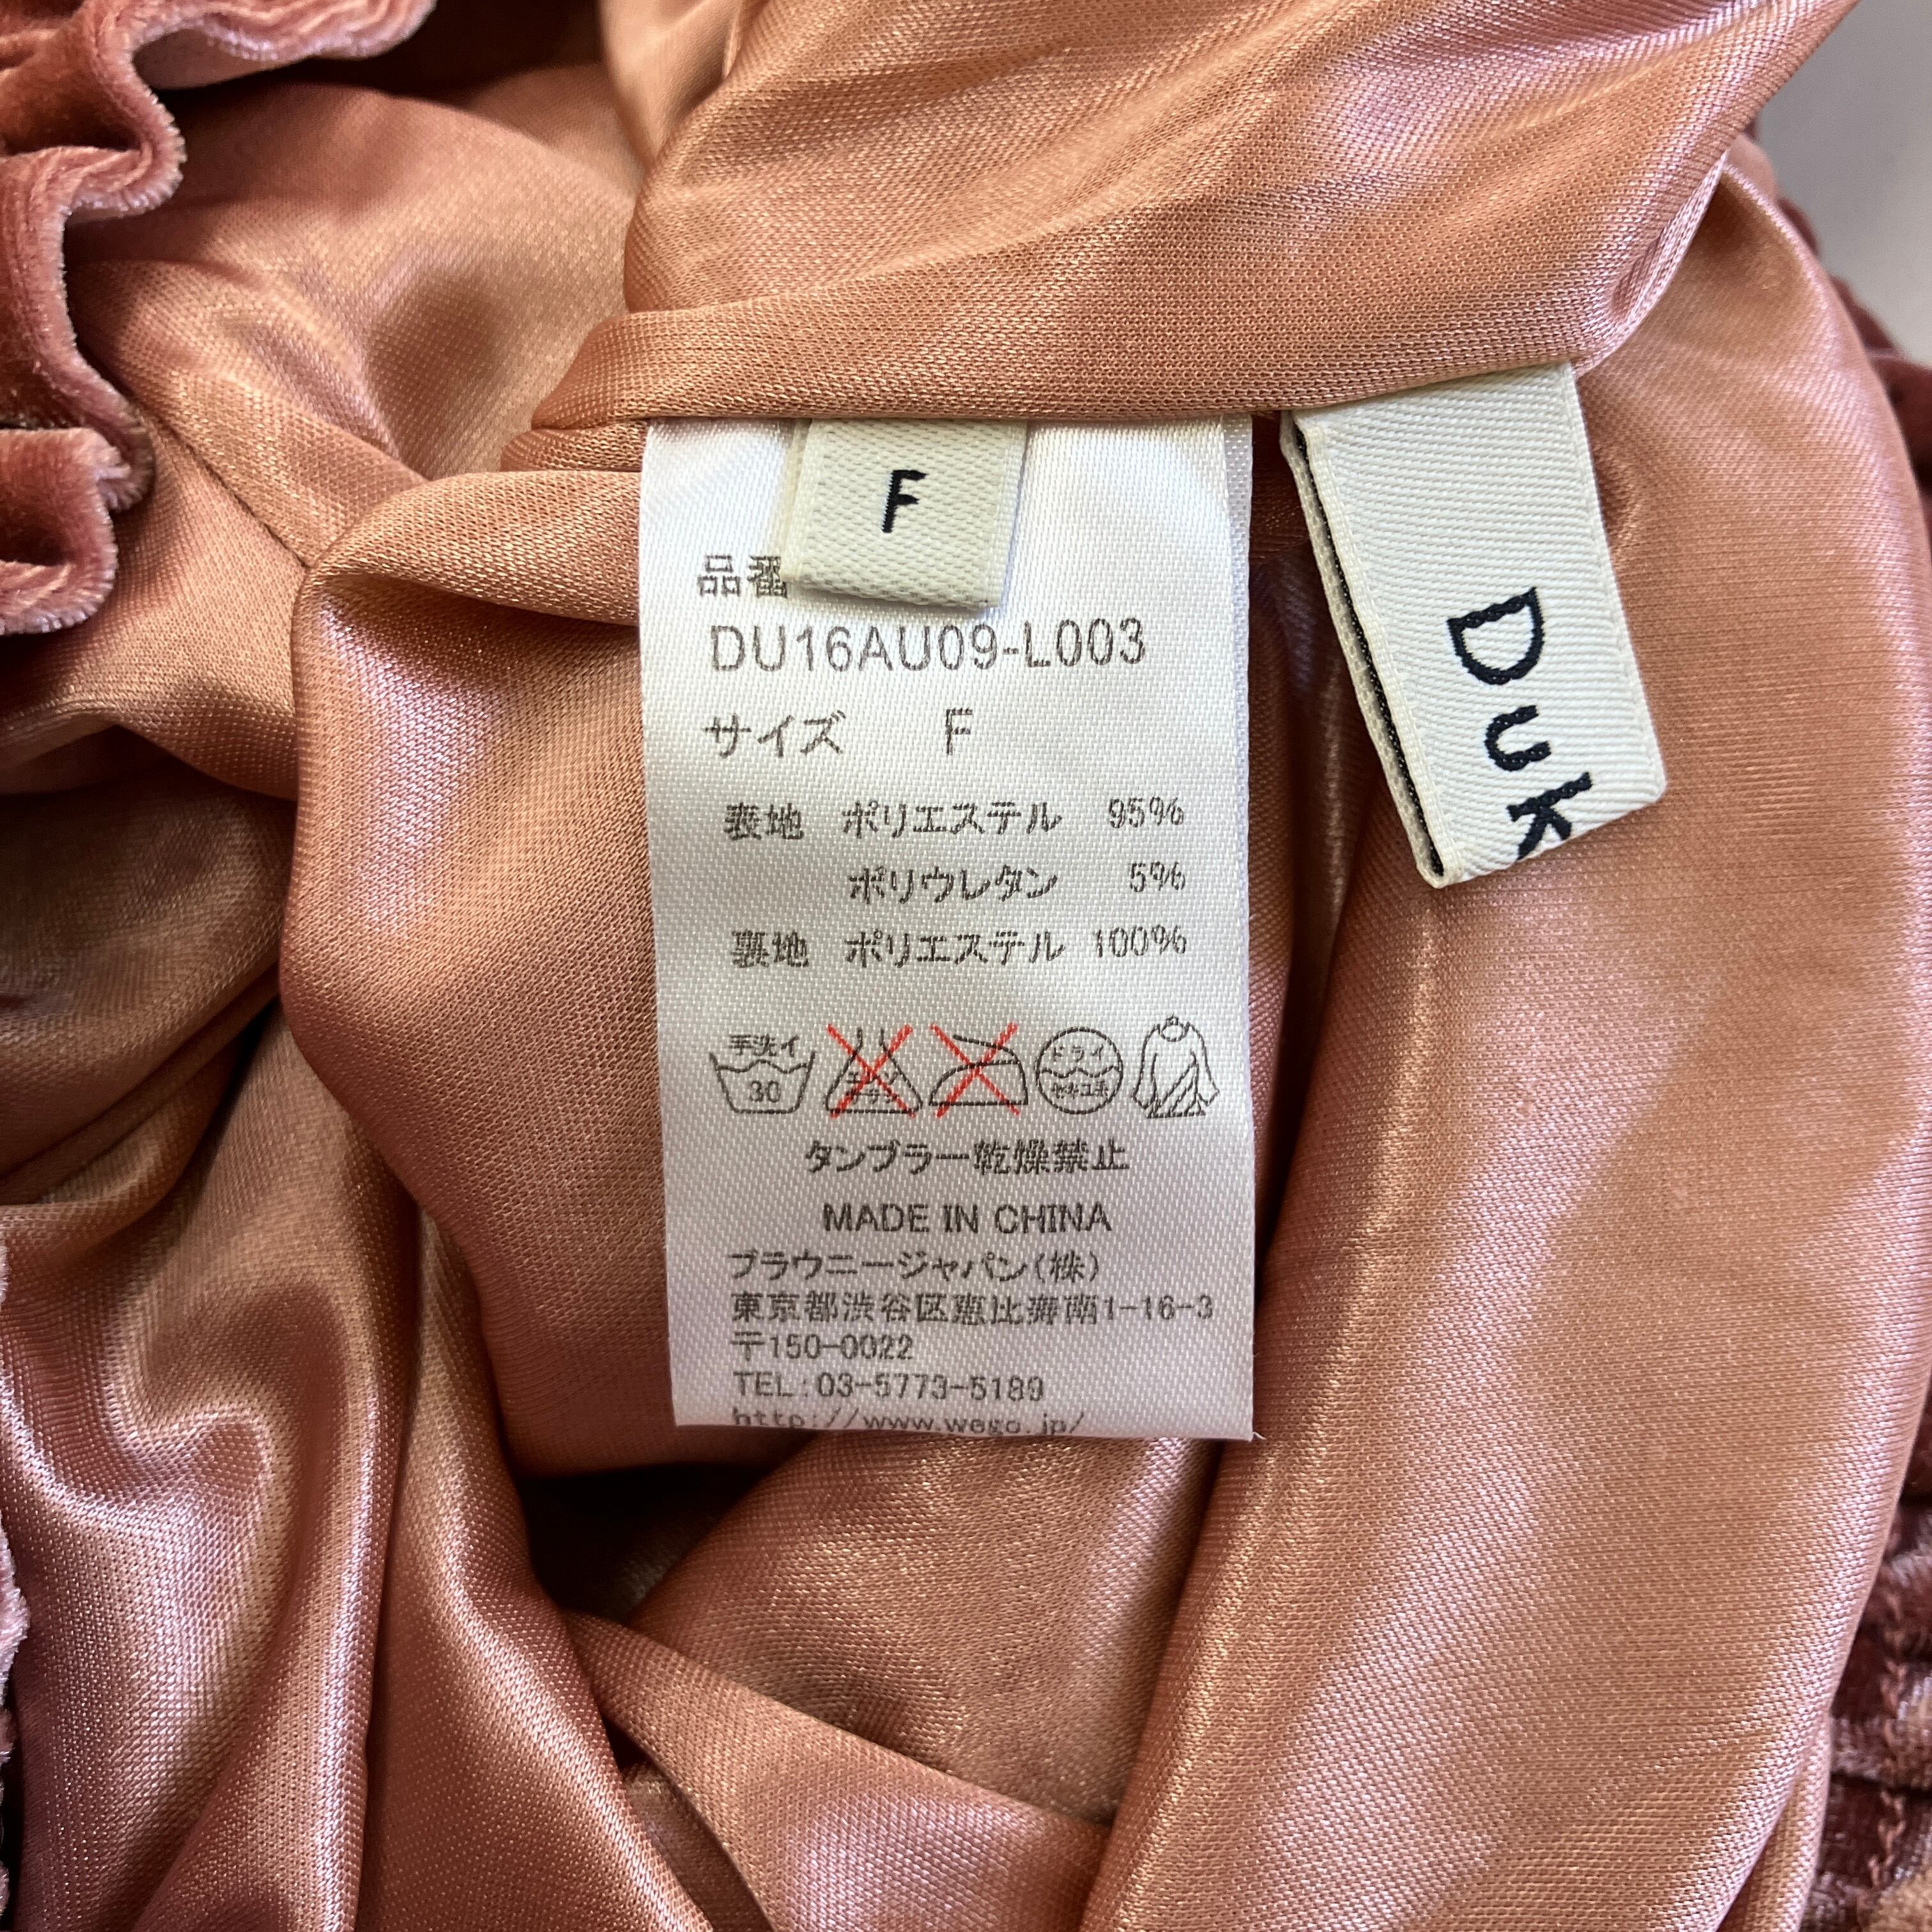 F
品番
DU16AU09-L003
サイズ F
表地 ポリエステル 95%
ポリウレタン 5%
裏地 ポリエステル 100%
手洗イ
30
ドライ
セキユ系
タンブラー乾燥禁止
MADE IN CHINA
ブラウニージャパン(株)
東京都渋谷区恵比寿南1-16-3
〒150-0022
TEL:03-5773-5189
http://www.wego.jp/
Duk